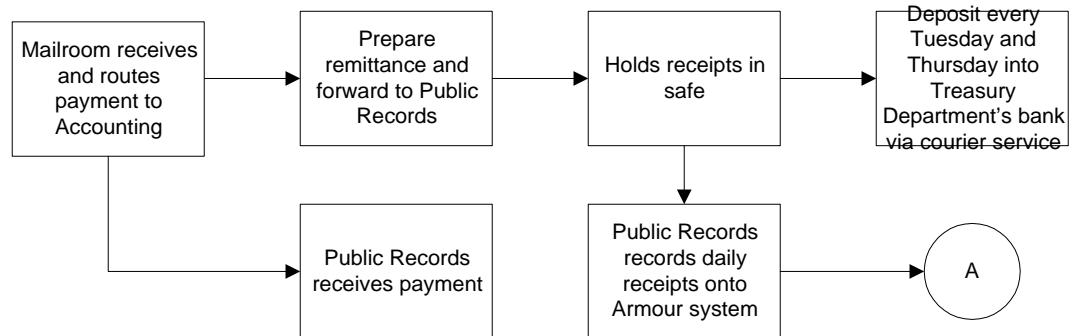 Mailroom receives
and routes
payment to
Accounting
Prepare
remittance and
forward to Public
Records
Holds receipts in
safe
Deposit every
Tuesday and
Thursday into
Treasury
Department's bank
via courier service
Public Records
receives payment
Public Records
records daily
receipts onto
Armour system
A